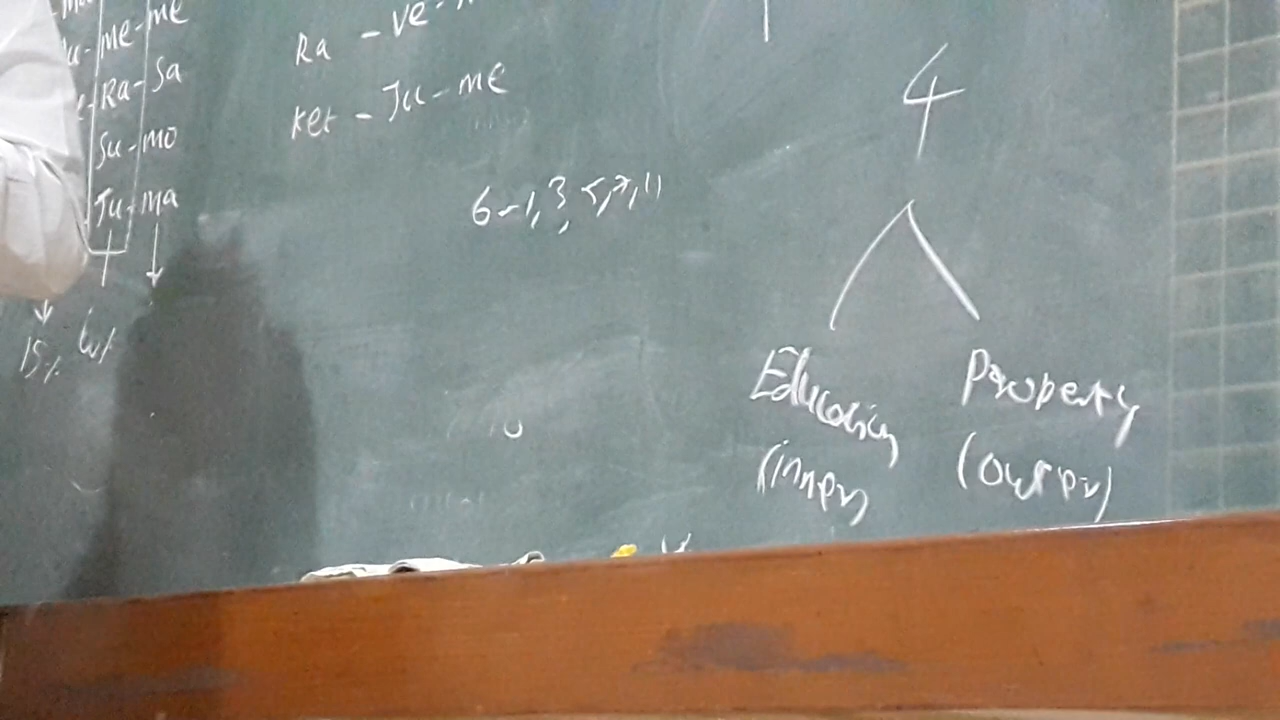 me-me
Ra-Sa
Su-mo
Ju-ma
15%
Ra - ve-
Ket - Ju - me
6-1,3,5,7,11
4
Education
(inner)
Property
(outer)